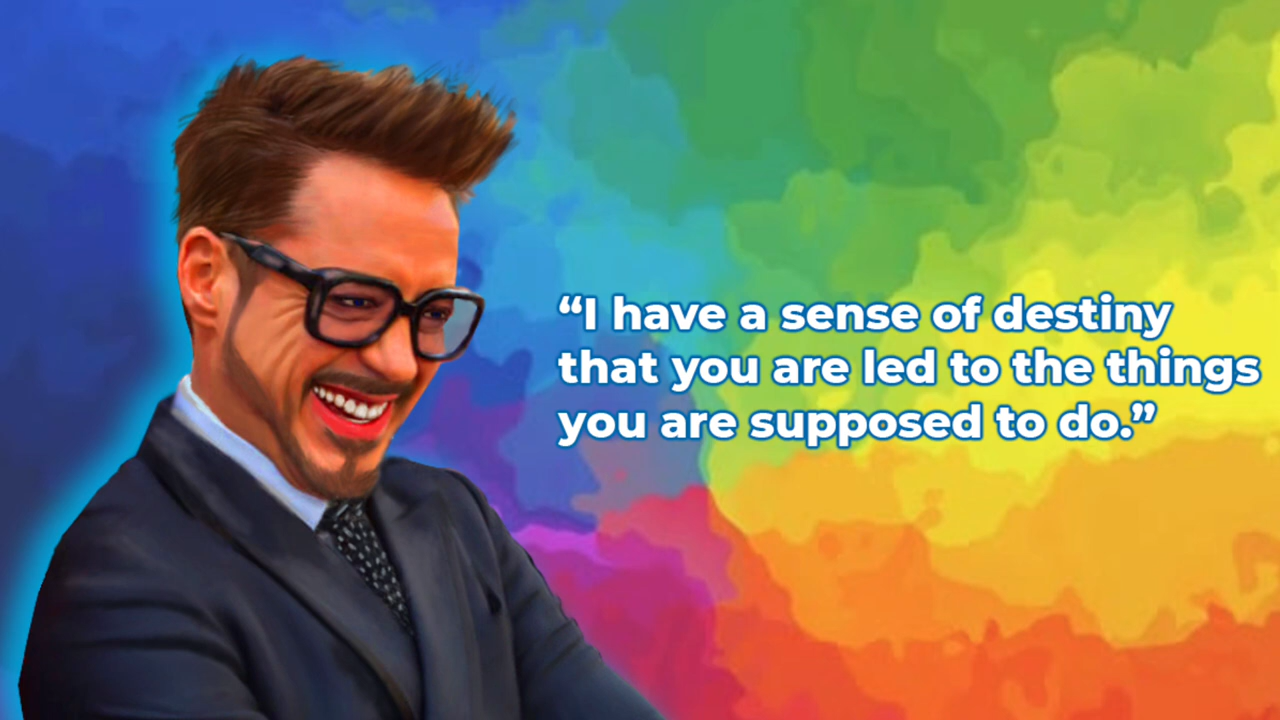 “I have a sense of destiny
that you are led to the things
you are supposed to do.”